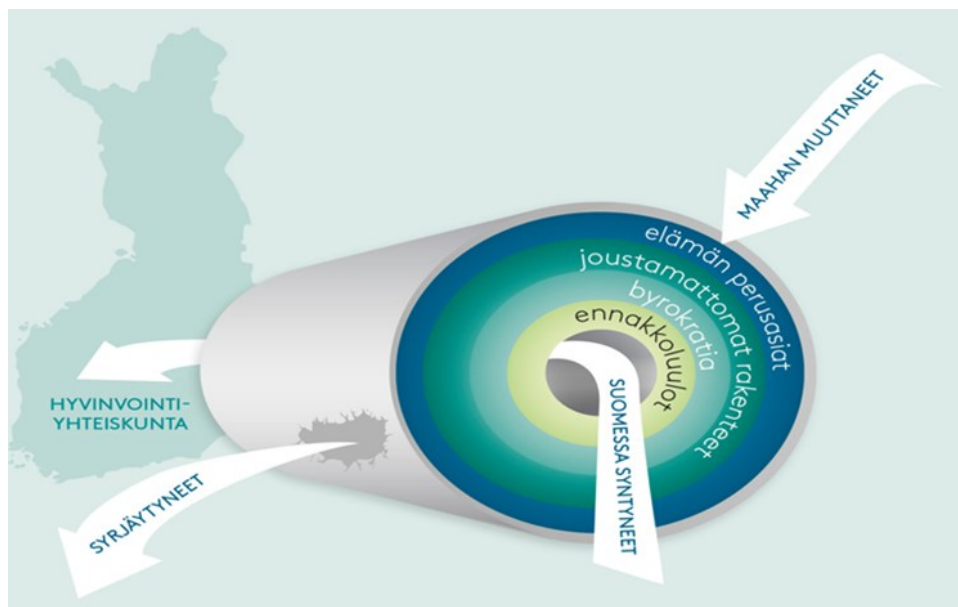 MAAHAN MUUTTANEET
elämän perusasiat
joustamattomat rakenteet
byrokratia
ennakkoluulot
SUOMESSA SYNTYNEET
HYVINVOINTI-
YHTEISKUNTA
SYRJÄYTYNEET